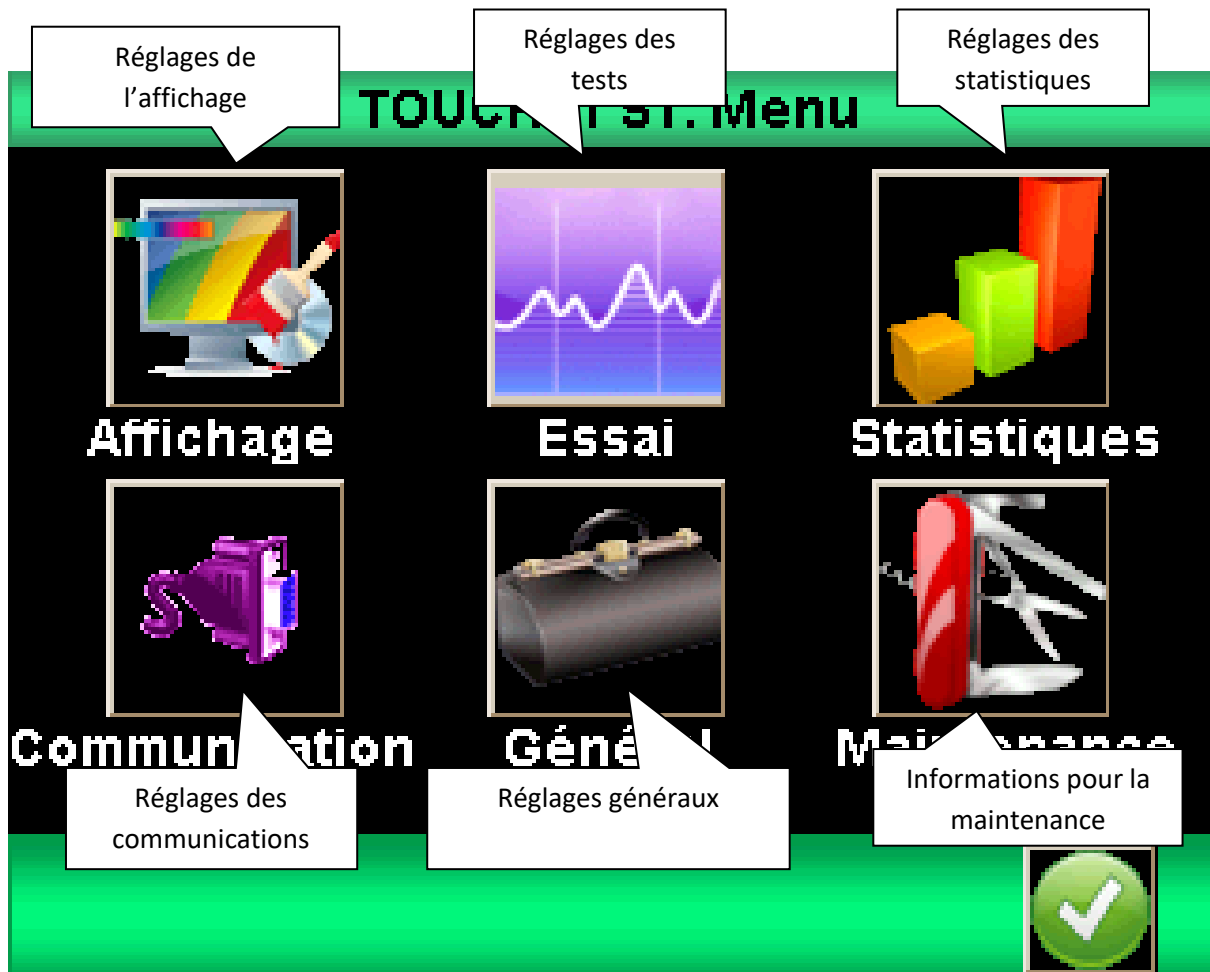 Réglages de
l’affichage
Réglages des
tests
Réglages des
statistiques
Menu
Affichage
Essai
Statistiques
Réglages des
communications
Réglages généraux
Informations pour la
maintenance